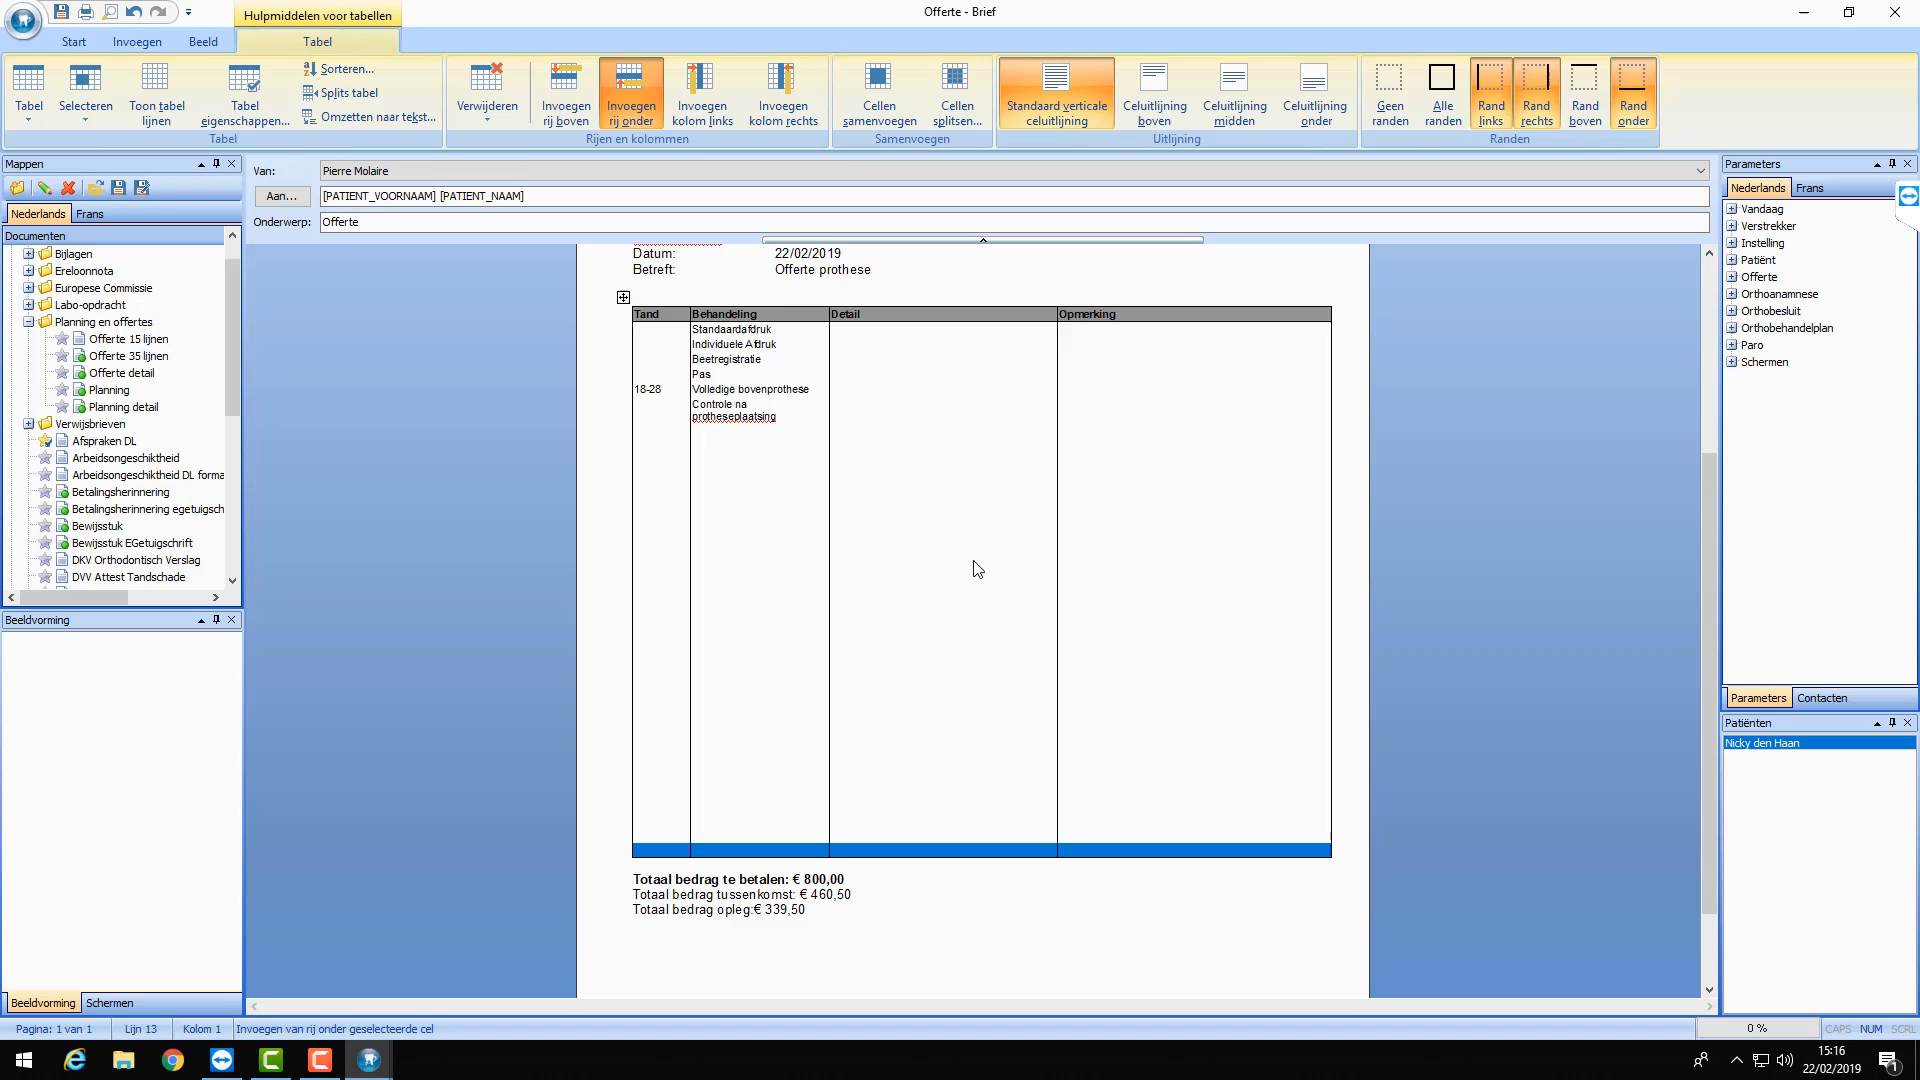 Hulpmiddelen voor tabellen
Offerte - Brief
Start Invoegen Beeld Tabel
Tabel
Selecteren
Toon tabel lijnen
Tabel eigenschappen...
Sorteren...
Splits tabel
Omzetten naar tekst...
Tabel
Verwijderen
Invoegen rij boven
Invoegen rij onder
Invoegen kolom links
Invoegen kolom rechts
Rijen en kolommen
Cellen samenvoegen
Cellen splitsen...
Samenvoegen
Standaard verticale celuitlijning
Celuitlijning boven
Celuitlijning midden
Celuitlijning onder
Uitlijning
Geen randen
Alle randen
Rand links
Rand rechts
Rand boven
Rand onder
Randen
Mappen
Nederlands Frans
Documenten
Bijlagen
Ereloonnota
Europese Commissie
Labo-opdracht
Planning en offertes
Offerte 15 lijnen
Offerte 35 lijnen
Offerte detail
Planning
Planning detail
Verwijsbrieven
Afspraken DL
Arbeidsongeschiktheid
Arbeidsongeschiktheid DL forma
Betalingsherinnering
Betalingsherinnering egetuigsch
Bewijsstuk
Bewijsstuk EGetuigschrift
DKV Orthodontisch Verslag
DVV Attest Tandschade
Beeldvorming
Beeldvorming Schermen
Van: Pierre Molaire
Aan... [PATIENT_VOORNAAM] [PATIENT_NAAM]
Onderwerp: Offerte
Datum: 22/02/2019
Betreft: Offerte prothese
Tand Behandeling Detail Opmerking
Standaardafdruk
Individuele Afdruk
Beetregistratie
Pas
18-28 Volledige bovenprothese
Controle na
protheseplaatsing
Totaal bedrag te betalen: € 800,00
Totaal bedrag tussenkomst: € 460,50
Totaal bedrag opleg:€ 339,50
Parameters
Nederlands Frans
Vandaag
Verstrekker
Instelling
Patiënt
Offerte
Orthoanamnese
Orthobesluit
Orthobehandelplan
Paro
Schermen
Parameters Contacten
Patiënten
Nicky den Haan
Pagina: 1 van 1 Lijn 13 Kolom 1 Invoegen van rij onder geselecteerde cel 0 % CAPS NUM SCRL
15:16
22/02/2019
1